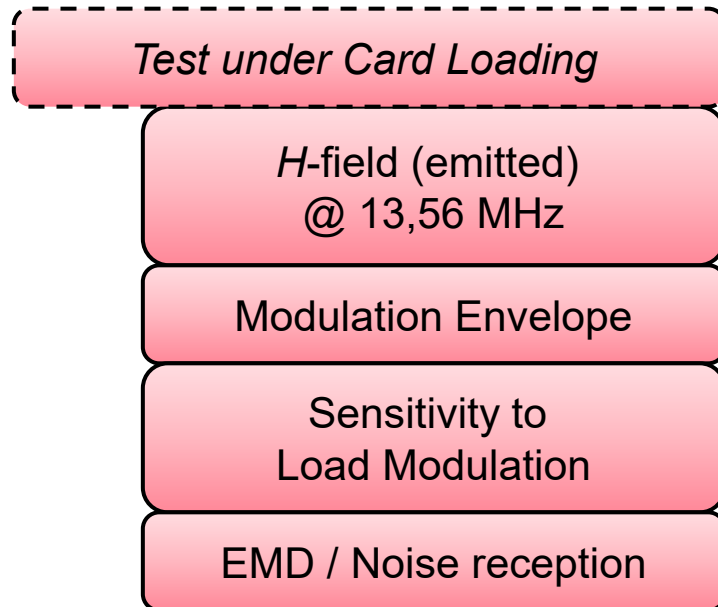 Test under Card Loading
H-field (emitted)
@ 13,56 MHz
Modulation Envelope
Sensitivity to
Load Modulation
EMD / Noise reception